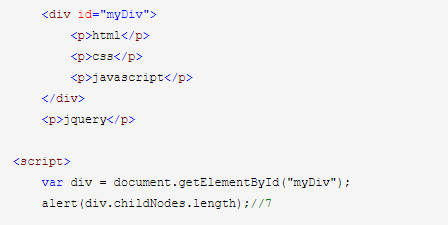 <div id="myDiv">
<p>html</p>
<p>css</p>
<p>javascript</p>
</div>
<p>jquery</p>
<script>
var div = document.getElementById("myDiv");
alert(div.childNodes.length);//7